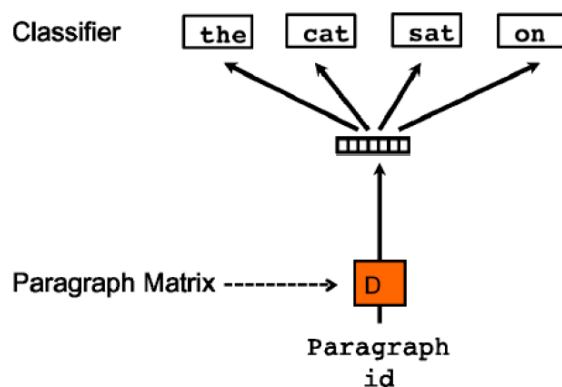 Classifier the cat sat on
Paragraph Matrix D
Paragraph
id